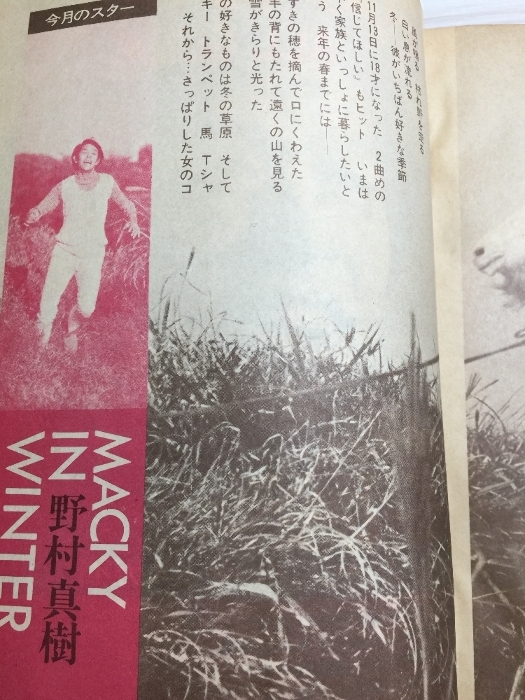 今月のスター
白い息が流れる
冬── 彼がいちばん好きな季節
11月13日に18才になった 2曲めの
信じてほしい〉もヒット いまは
く家族といっしょに暮らしたいと
う 来年の春までには──
すきの穂を摘んで口にくわえた
羊の背にもたれて遠くの山を見る
雪がきらりと光った
の好きなものは冬の草原 そして
キー トランペット 馬 Tシャ
それから…さっぱりした女のコ
MACKY
IN
WINTER
野村真樹